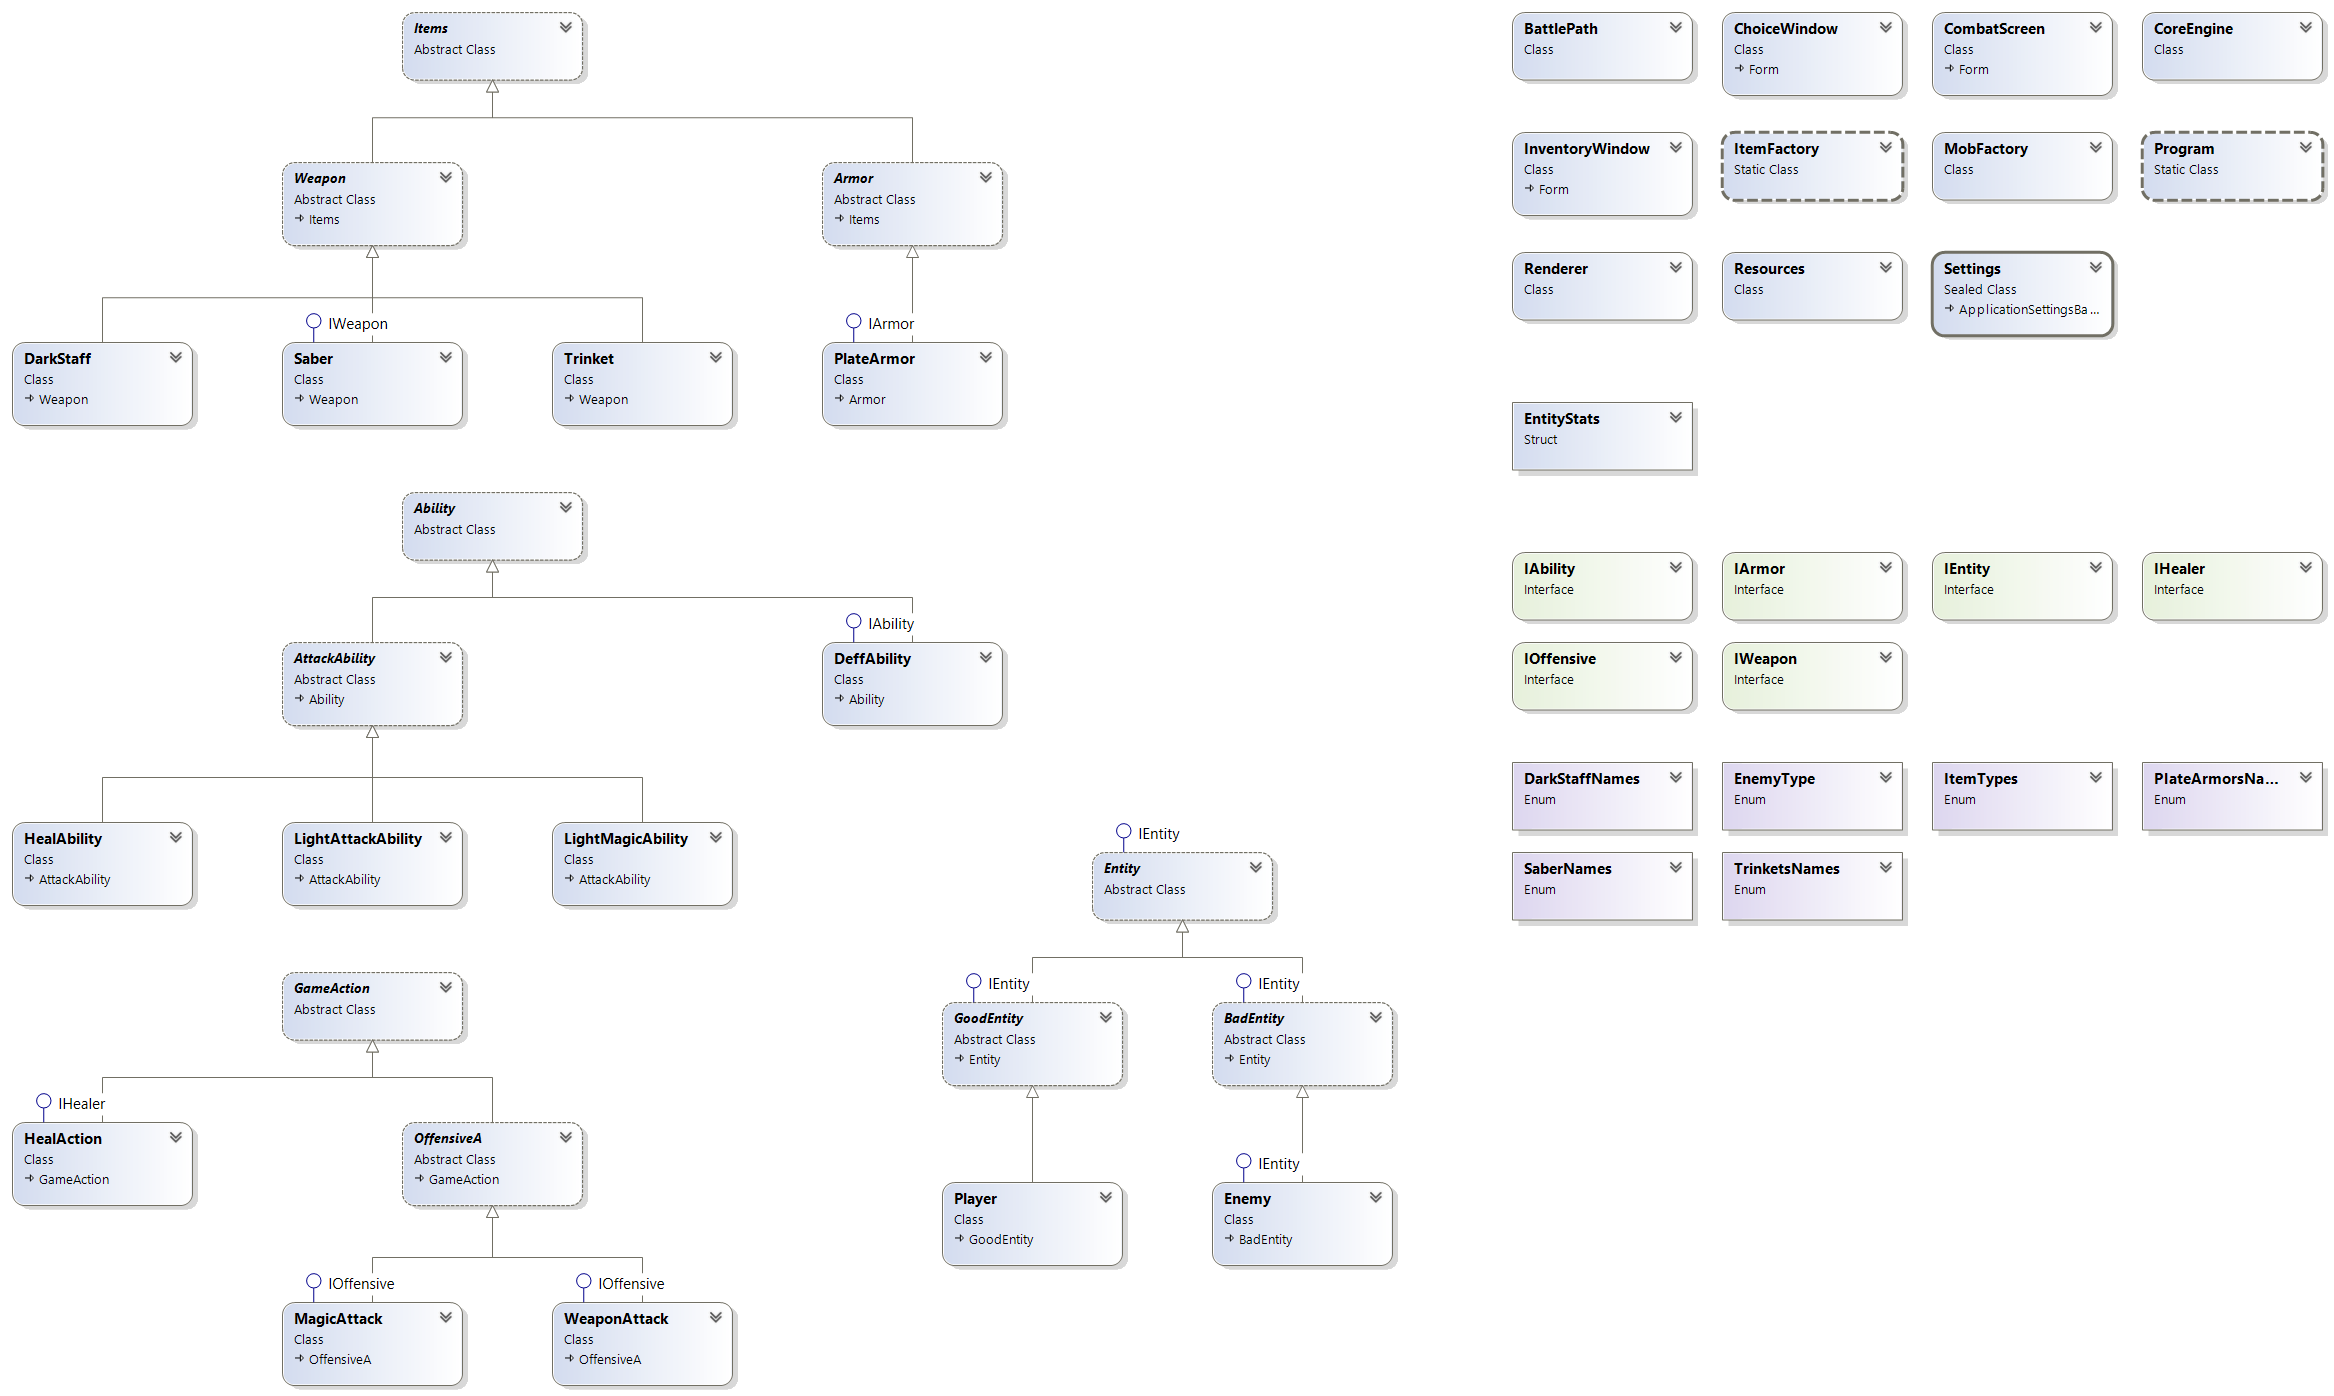 Items
Abstract Class
Weapon
Abstract Class
Items
Armor
Abstract Class
Items
DarkStaff
Class
Weapon
IWeapon
Saber
Class
Weapon
Trinket
Class
Weapon
IArmor
PlateArmor
Class
Armor
Ability
Abstract Class
AttackAbility
Abstract Class
Ability
IAbility
DeffAbility
Class
Ability
HealAbility
Class
AttackAbility
LightAttackAbility
Class
AttackAbility
LightMagicAbility
Class
AttackAbility
GameAction
Abstract Class
IHealer
HealAction
Class
GameAction
OffensiveA
Abstract Class
GameAction
IOffensive
MagicAttack
Class
OffensiveA
IOffensive
WeaponAttack
Class
OffensiveA
IEntity
Entity
Abstract Class
IEntity
GoodEntity
Abstract Class
Entity
IEntity
BadEntity
Abstract Class
Entity
Player
Class
GoodEntity
IEntity
Enemy
Class
BadEntity
BattlePath
Class
ChoiceWindow
Class
Form
CombatScreen
Class
Form
CoreEngine
Class
InventoryWindow
Class
Form
ItemFactory
Static Class
MobFactory
Class
Program
Static Class
Renderer
Class
Resources
Class
Settings
Sealed Class
ApplicationSettingsBa...
EntityStats
Struct
IAbility
Interface
IArmor
Interface
IEntity
Interface
IHealer
Interface
IOffensive
Interface
IWeapon
Interface
DarkStaffNames
Enum
EnemyType
Enum
ItemTypes
Enum
PlateArmorsNa...
Enum
SaberNames
Enum
TrinketsNames
Enum